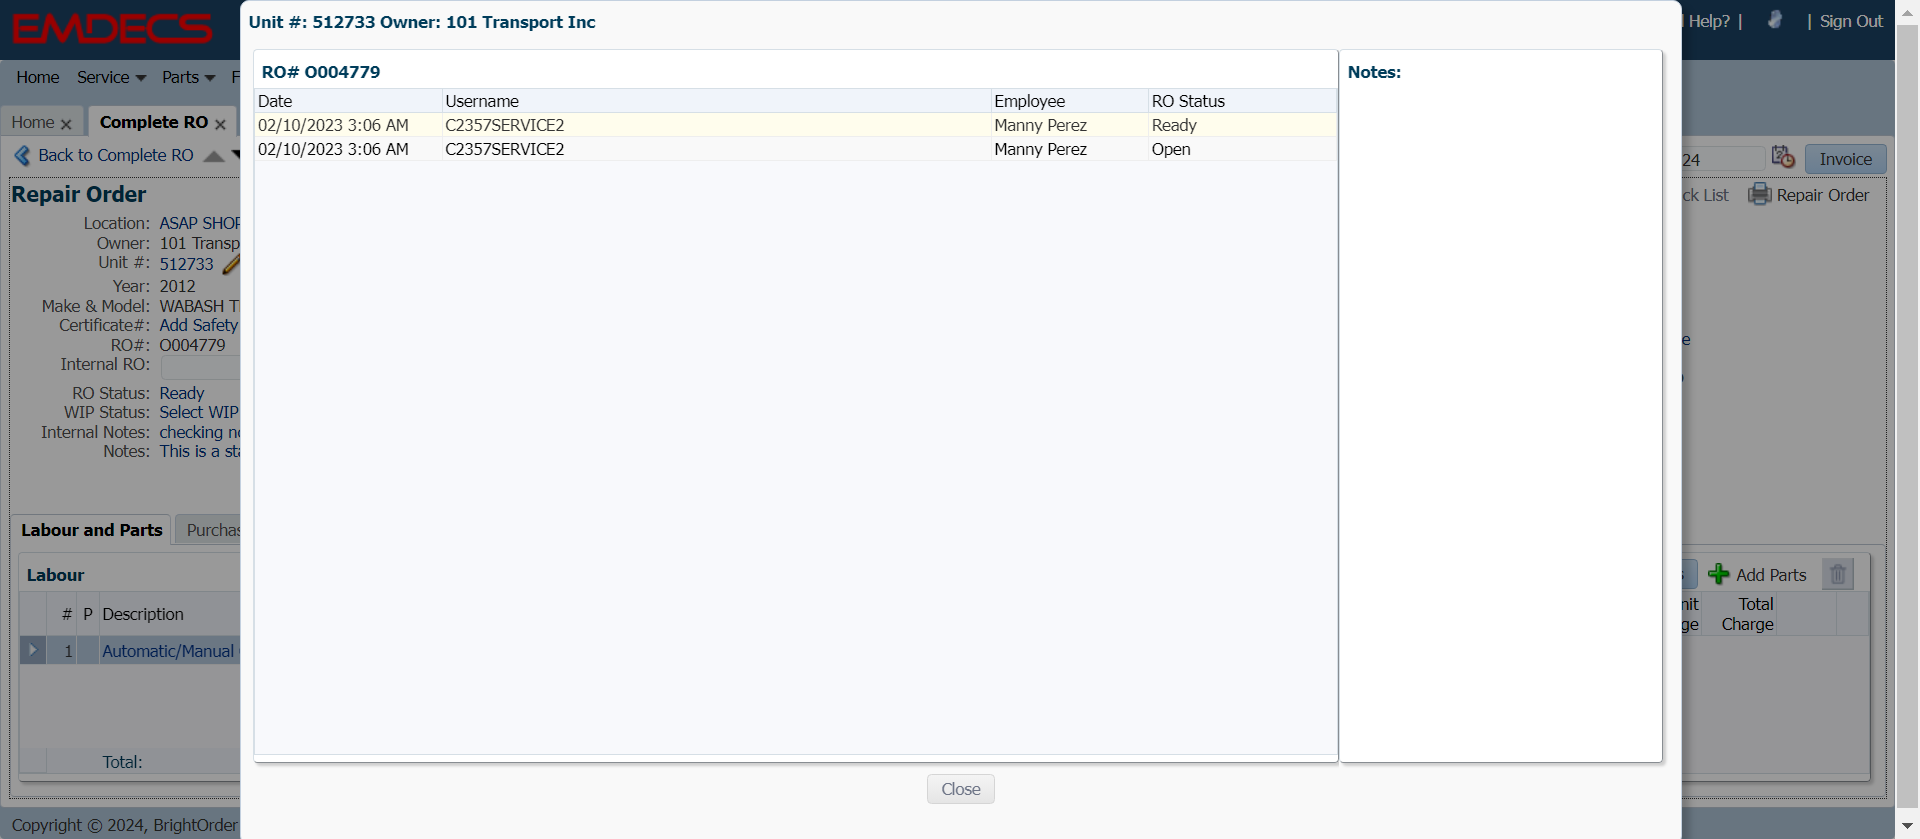 EMDECS
Help? |
| Sign Out
Home Service Parts F
Home Complete RO
Back to Complete RO
24
Invoice
Unit #: 512733 Owner: 101 Transport Inc
RO# O004779
Date Username Employee RO Status
02/10/2023 3:06 AM C2357SERVICE2 Manny Perez Ready
02/10/2023 3:06 AM C2357SERVICE2 Manny Perez Open
Notes:
Close
Repair Order
ck List Repair Order
Location: ASAP SHOP
Owner: 101 Transp
Unit #: 512733
Year: 2012
Make & Model: WABASH T
Certificate#: Add Safety
RO#: O004779
Internal RO:
RO Status: Ready
WIP Status: Select WIP
Internal Notes: checking no
Notes: This is a sta
e
Labour and Parts Purchas
Labour
Add Parts
# P Description
nit
ge
Total
Charge
1 Automatic/Manual
Total:
Copyright © 2024, BrightOrder